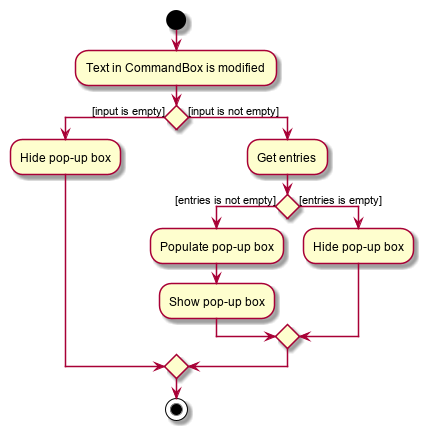 Text in CommandBox is modified
[input is empty]
[input is not empty]
Hide pop-up box
Get entries
[entries is not empty]
[entries is empty]
Populate pop-up box
Hide pop-up box
Show pop-up box